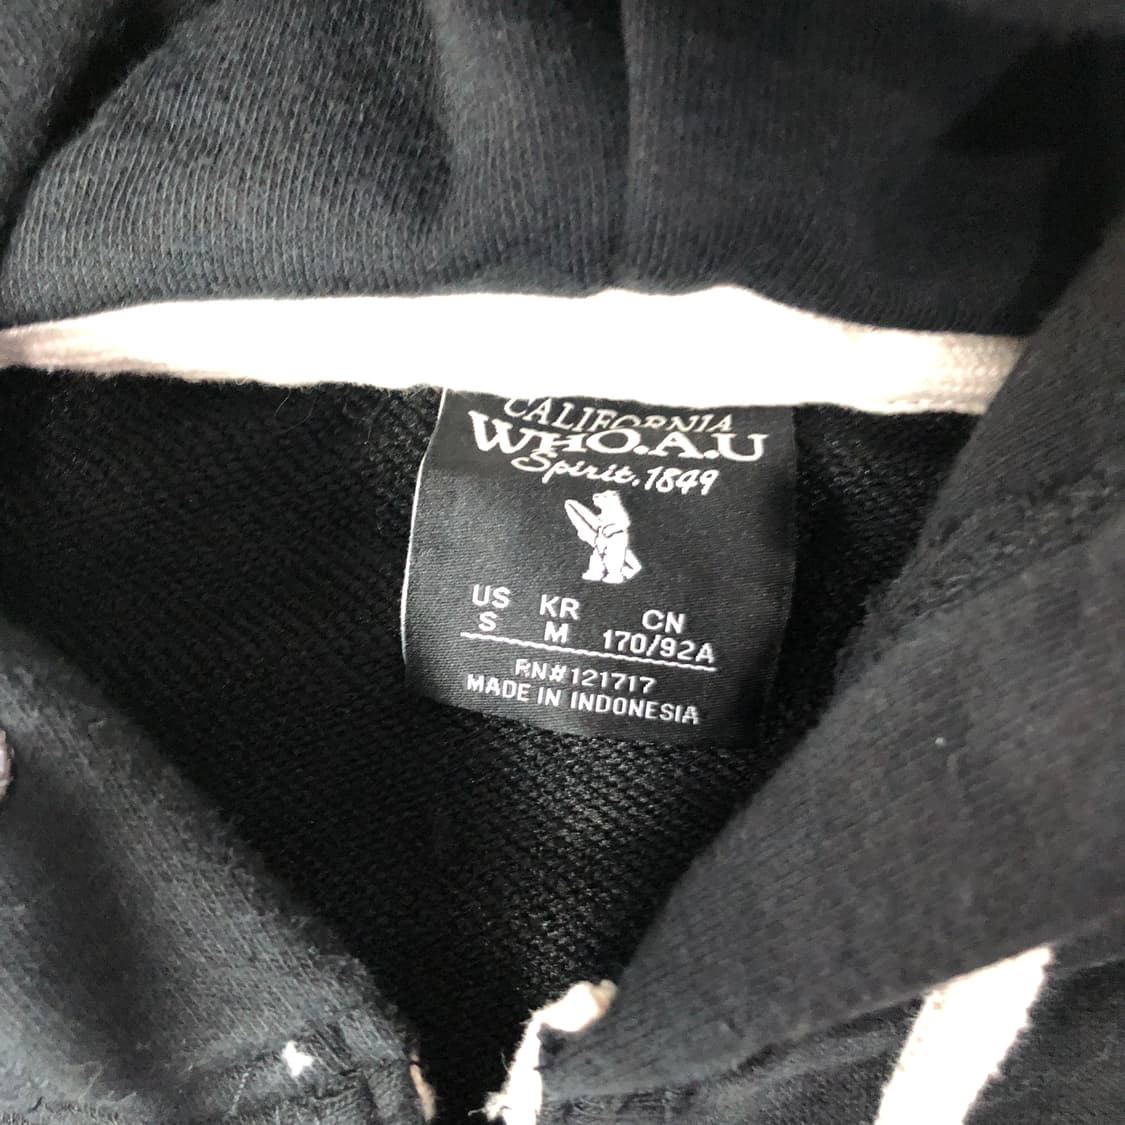 CALIFORNIA
WHO.A.U
Spirit.1849
US KR CN
S M 170/92A
RN#121717
MADE IN INDONESIA